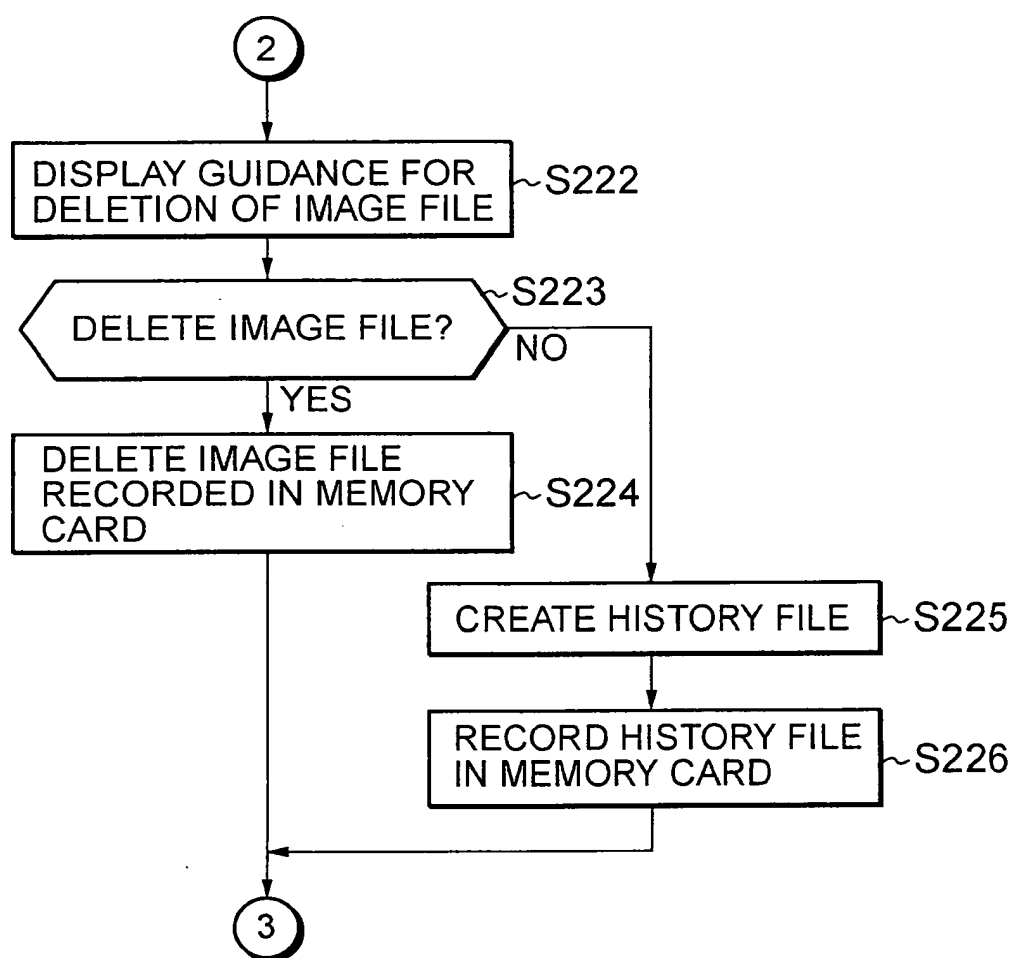 2
DISPLAY GUIDANCE FOR
DELETION OF IMAGE FILE
S222
S223
DELETE IMAGE FILE?
NO
YES
DELETE IMAGE FILE
RECORDED IN MEMORY
CARD
S224
CREATE HISTORY FILE
S225
RECORD HISTORY FILE
IN MEMORY CARD
S226
3